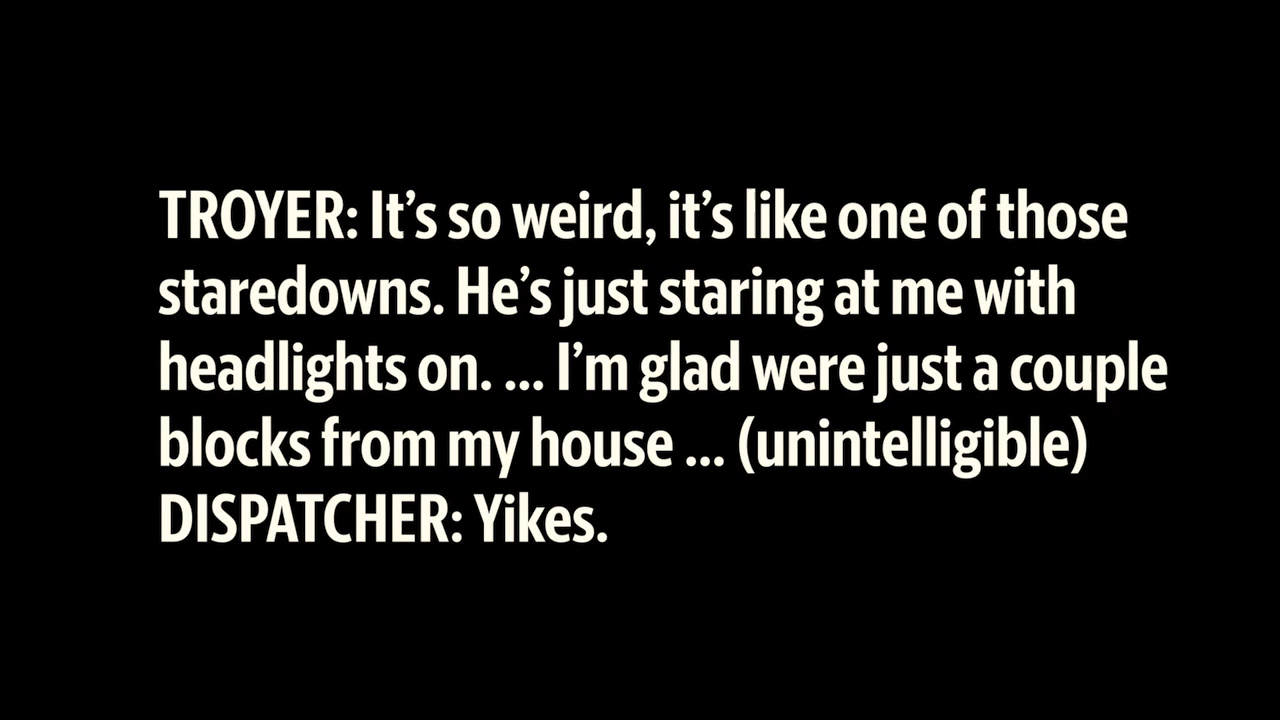 TROYER: It’s so weird, it’s like one of those
staredowns. He’s just staring at me with
headlights on. ... I’m glad were just a couple
blocks from my house ... (unintelligible)
DISPATCHER: Yikes.